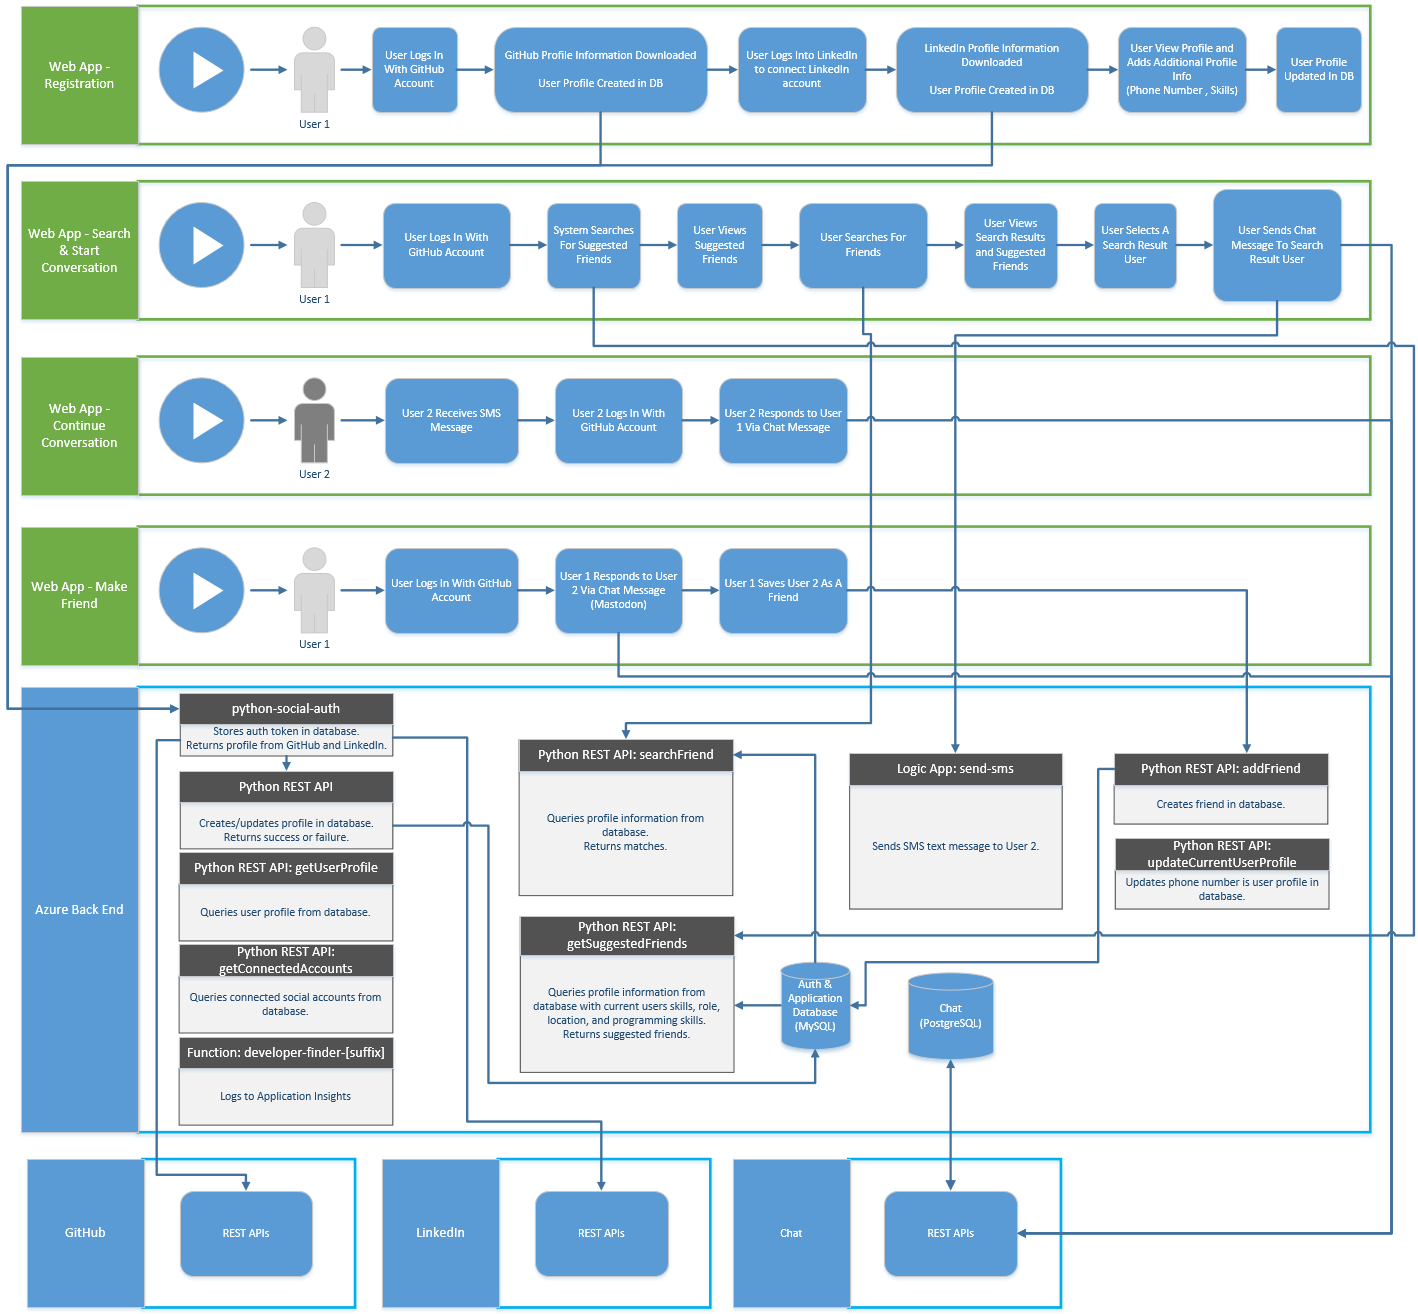 Web App -
Registration
User 1
User Logs In
With GitHub
Account
GitHub Profile Information Downloaded
User Profile Created in DB
User Logs Into LinkedIn
to connect LinkedIn
account
LinkedIn Profile Information
Downloaded
User Profile Created in DB
User View Profile and
Adds Additional Profile
Info
(Phone Number , Skills)
User Profile
Updated In DB
Web App - Search
& Start
Conversation
User 1
User Logs In With
GitHub Account
System Searches
For Suggested
Friends
User Views
Suggested
Friends
User Searches For
Friends
User Views
Search Results
and Suggested
Friends
User Selects A
Search Result
User
User Sends Chat
Message To Search
Result User
Web App -
Continue
Conversation
User 2
User 2 Receives SMS
Message
User 2 Logs In With
GitHub Account
User 2 Responds to User
1 Via Chat Message
Web App - Make
Friend
User 1
User Logs In With GitHub
Account
User 1 Responds to User
2 Via Chat Message
(Mastodon)
User 1 Saves User 2 As A
Friend
Azure Back End
python-social-auth
Stores auth token in database.
Returns profile from GitHub and LinkedIn.
Python REST API
Creates/updates profile in database.
Returns success or failure.
Python REST API: getUserProfile
Queries user profile from database.
Python REST API:
getConnectedAccounts
Queries connected social accounts from
database.
Function: developer-finder-[suffix]
Logs to Application Insights
Python REST API: searchFriend
Queries profile information from
database.
Returns matches.
Python REST API:
getSuggestedFriends
Queries profile information from
database with current users skills, role,
location, and programming skills.
Returns suggested friends.
Auth &
Application
Database
(MySQL)
Logic App: send-sms
Sends SMS text message to User 2.
Chat
(PostgreSQL)
Python REST API: addFriend
Creates friend in database.
Python REST API:
updateCurrentUserProfile
Updates phone number is user profile in
database.
GitHub
REST APIs
LinkedIn
REST APIs
Chat
REST APIs